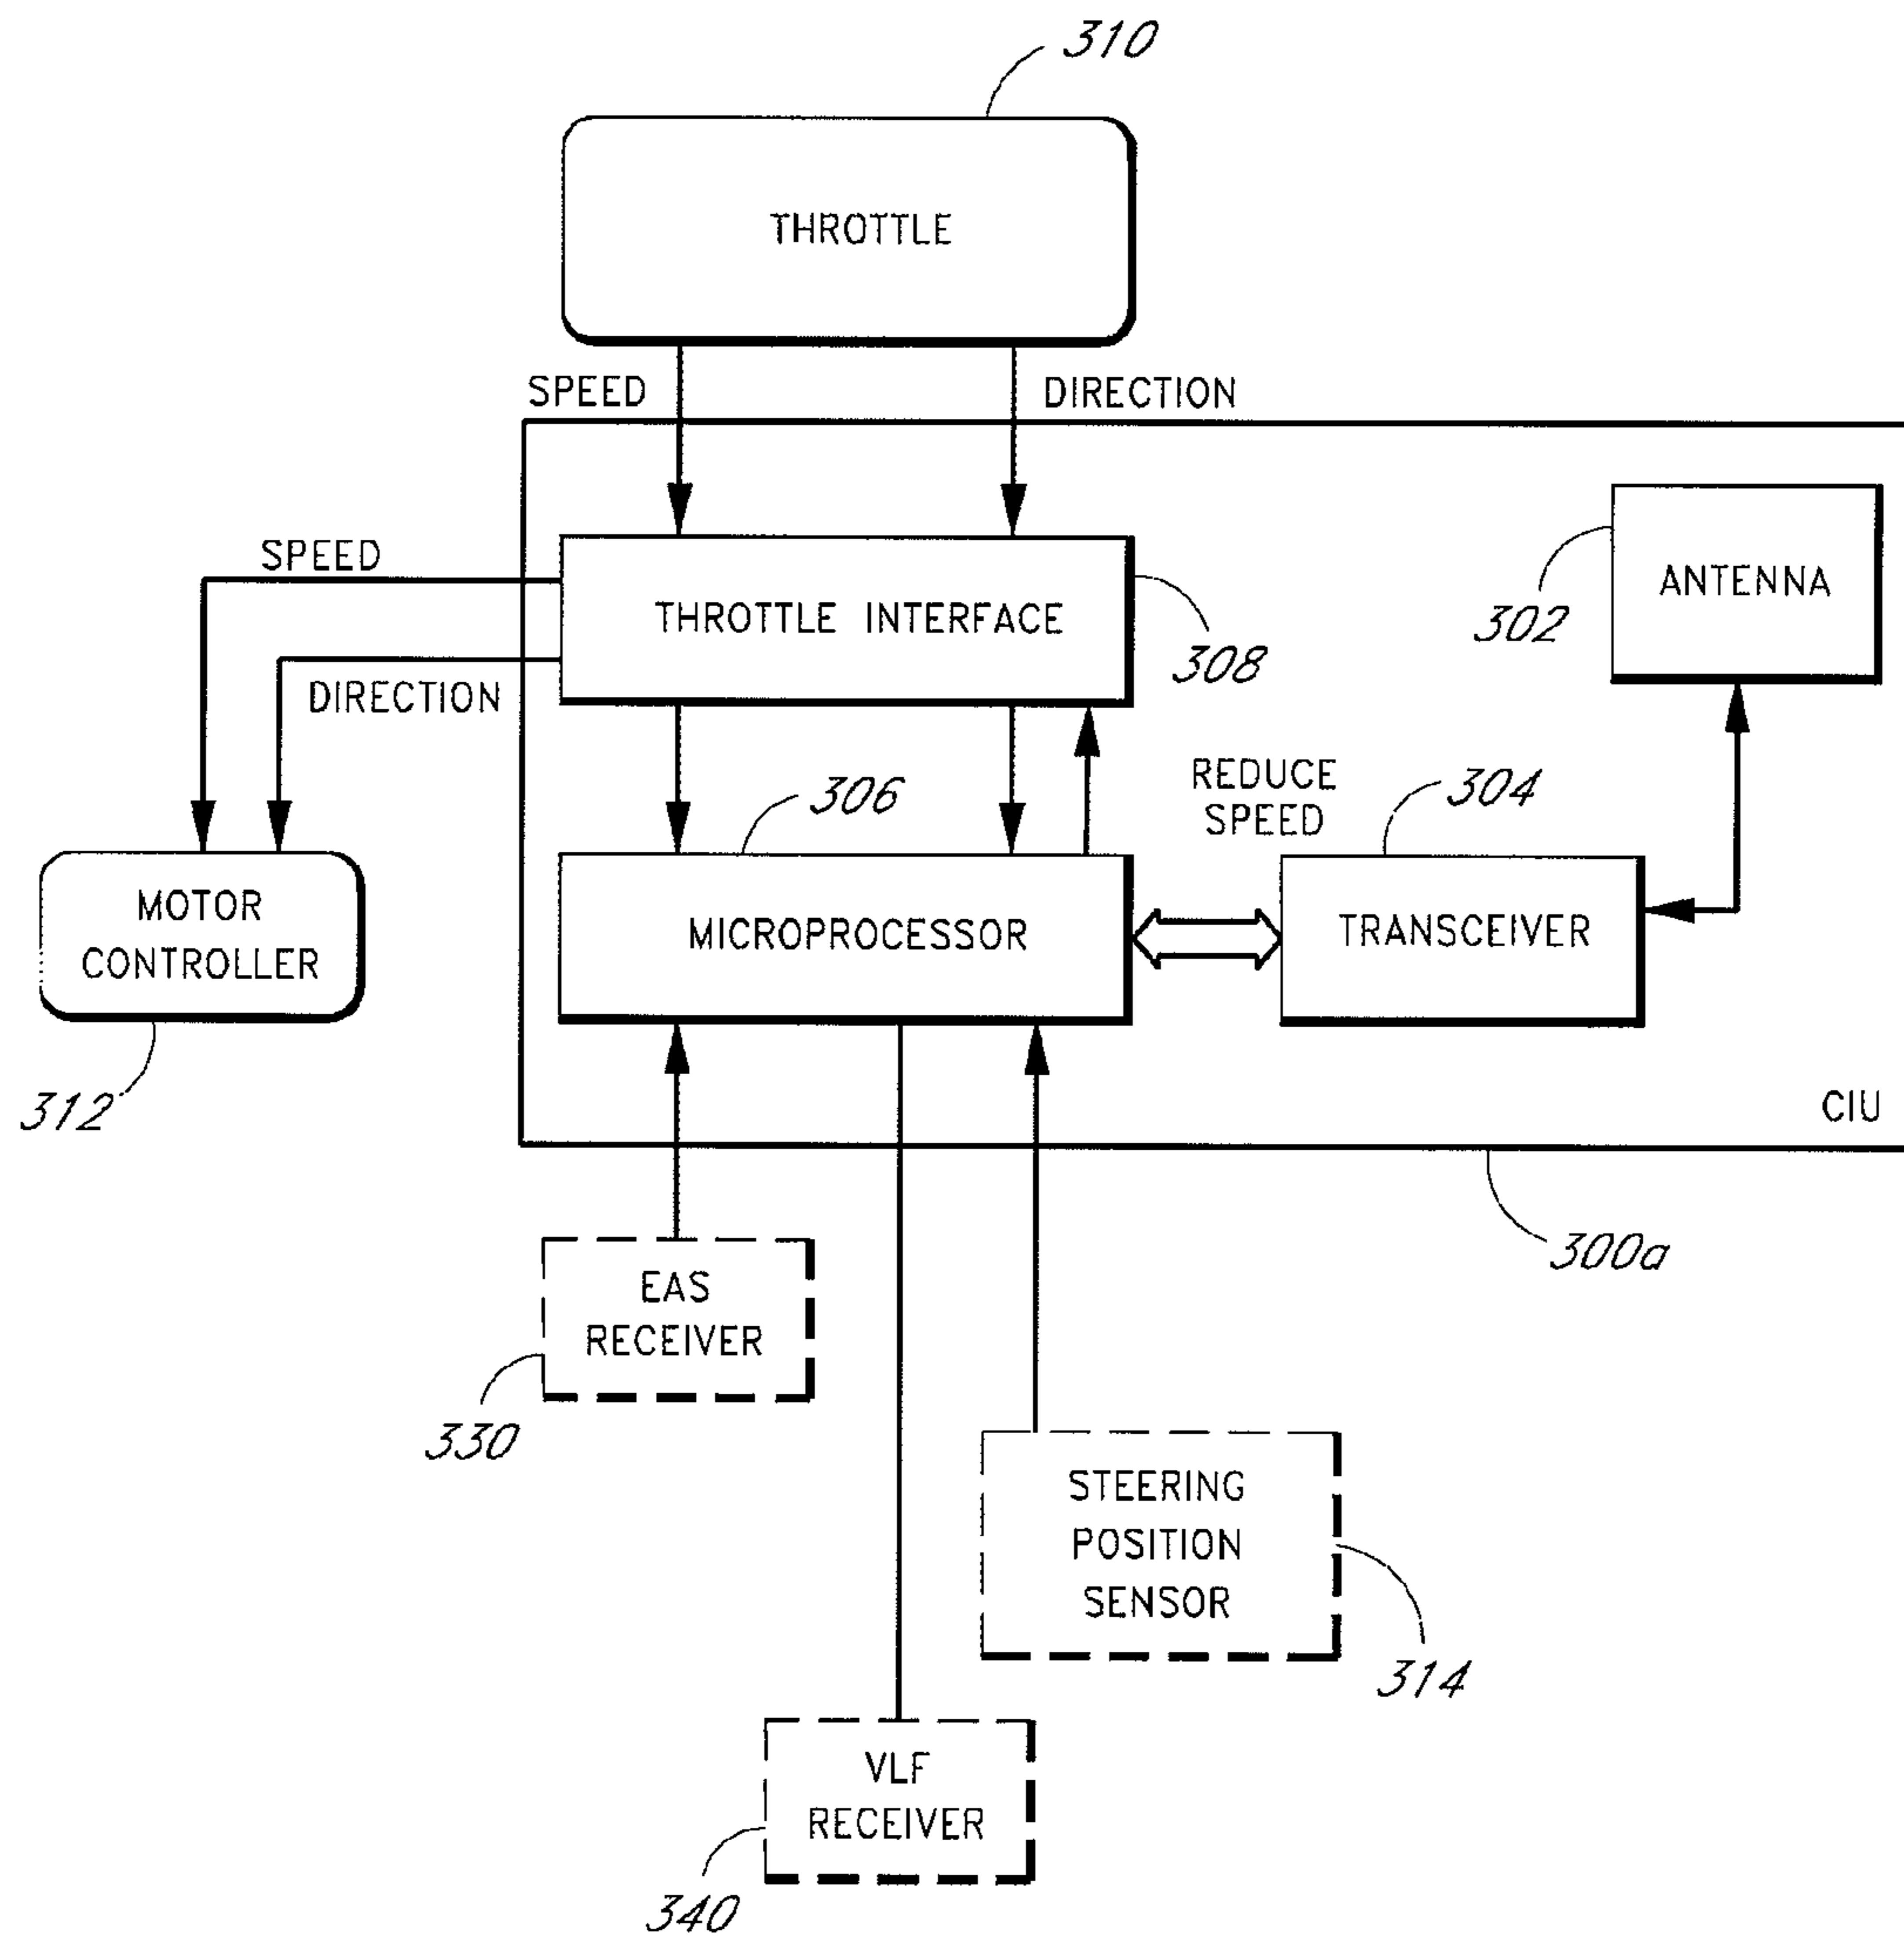 310
THROTTLE
SPEED
DIRECTION
SPEED
THROTTLE INTERFACE
308
ANTENNA
302
DIRECTION
306
REDUCE
SPEED
304
MOTOR
CONTROLLER
MICROPROCESSOR
TRANSCEIVER
312
CIU
300a
EAS
RECEIVER
330
STEERING
POSITION
SENSOR
314
VLF
RECEIVER
340